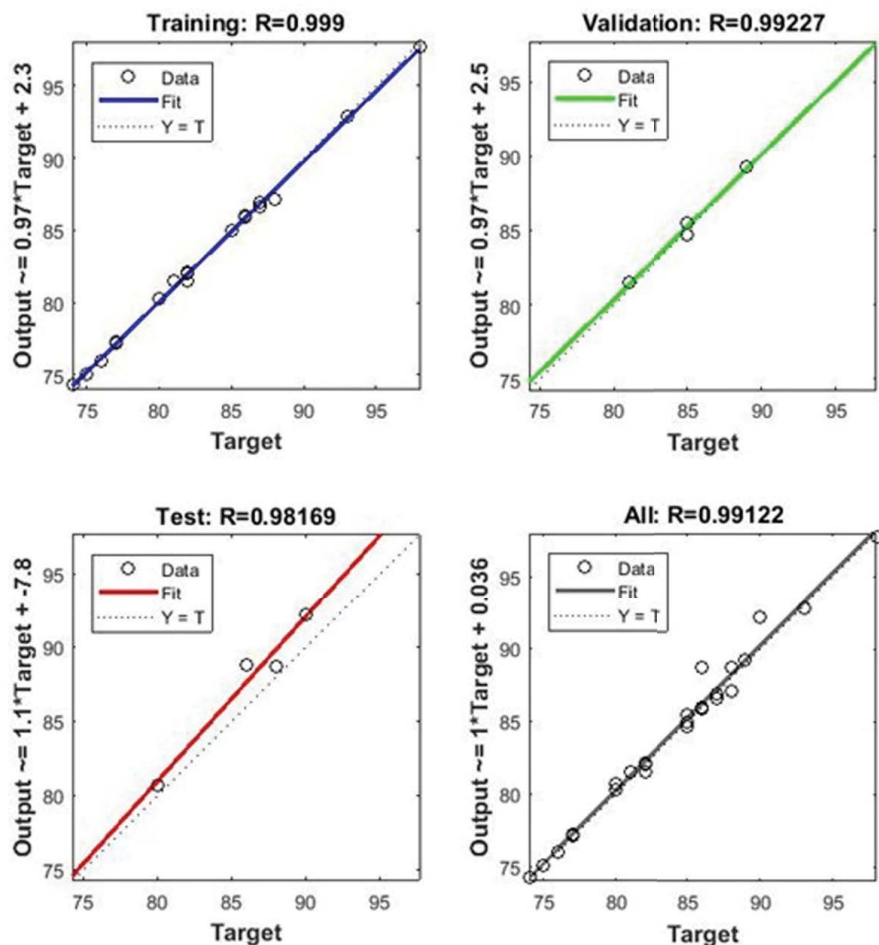 Training: R=0.999
Output ~= 0.97*Target + 2.3
Data
Fit
Y = T
95
90
85
80
75
75
80
85
90
95
Target
Validation: R=0.99227
Output ~= 0.97*Target + 2.5
Data
Fit
Y = T
95
90
85
80
75
75
80
85
90
95
Target
Test: R=0.98169
Output ~= 1.1*Target + -7.8
Data
Fit
Y = T
95
90
85
80
75
75
80
85
90
95
Target
All: R=0.99122
Output ~= 1*Target + 0.036
Data
Fit
Y = T
95
90
85
80
75
75
80
85
90
95
Target